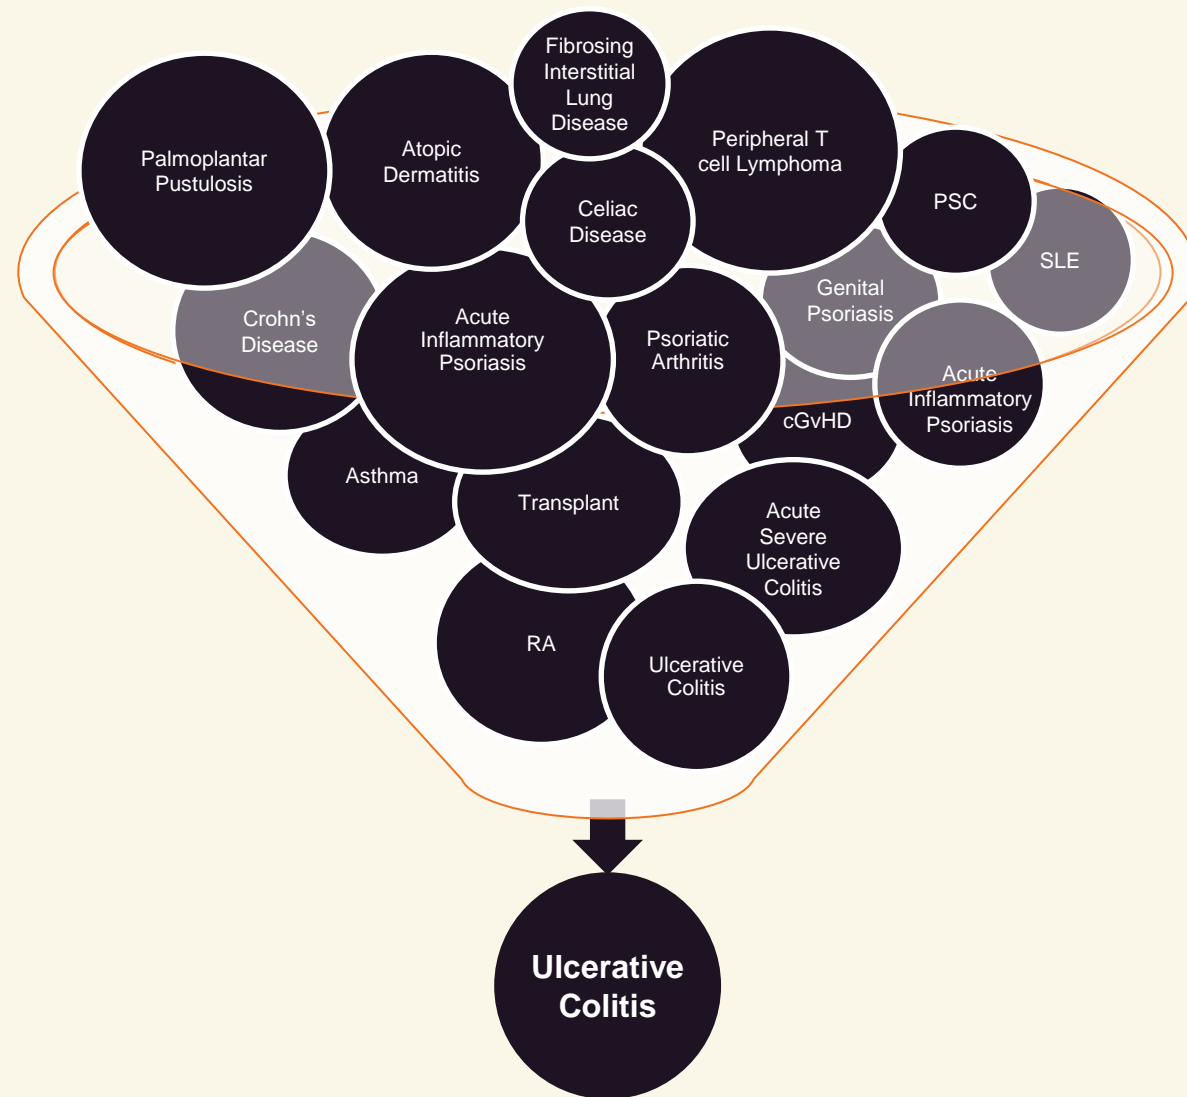 Fibrosing
Interstitial
Lung
Disease
Palmoplantar
Pustulosis
Atopic
Dermatitis
Peripheral T
cell Lymphoma
Celiac
Disease
PSC
SLE
Crohn's
Disease
Acute
Inflammatory
Psoriasis
Psoriatic
Arthritis
Genital
Psoriasis
Acute
Inflammatory
Psoriasis
cGvHD
Asthma
Transplant
Acute
Severe
Ulcerative
Colitis
RA
Ulcerative
Colitis
Ulcerative
Colitis